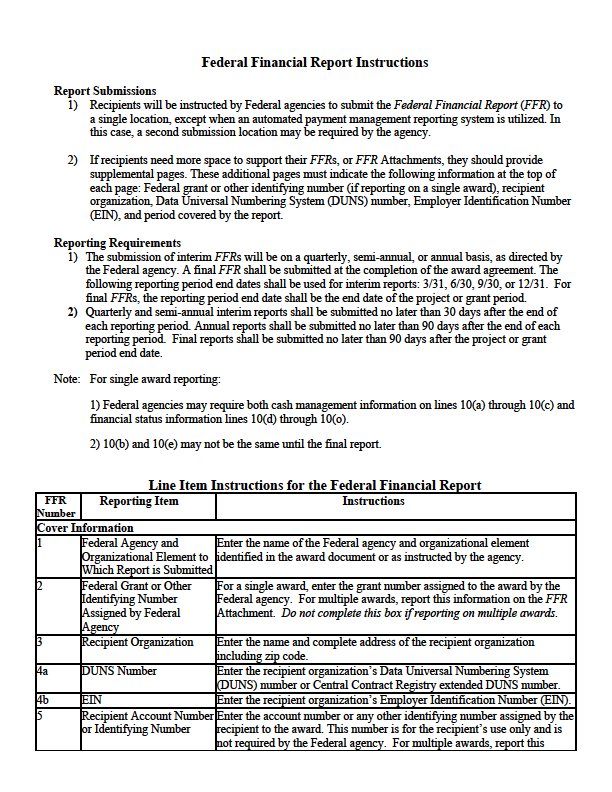 Federal Financial Report Instructions
Report Submissions
1) Recipients will be instructed by Federal agencies to submit the Federal Financial Report (FFR) to
a single location, except when an automated payment management reporting system is utilized. In
this case, a second submission location may be required by the agency.
2) If recipients need more space to support their FFRs, or FFR Attachments, they should provide
supplemental pages. These additional pages must indicate the following information at the top of
each page: Federal grant or other identifying number (if reporting on a single award), recipient
organization, Data Universal Numbering System (DUNS) number, Employer Identification Number
(EIN), and period covered by the report.
Reporting Requirements
1) The submission of interim FFRs will be on a quarterly, semi-annual, or annual basis, as directed by
the Federal agency. A final FFR shall be submitted at the completion of the award agreement. The
following reporting period end dates shall be used for interim reports: 3/31, 6/30, 9/30, or 12/31. For
final FFRs, the reporting period end date shall be the end date of the project or grant period.
2) Quarterly and semi-annual interim reports shall be submitted no later than 30 days after the end of
each reporting period. Annual reports shall be submitted no later than 90 days after the end of each
reporting period. Final reports shall be submitted no later than 90 days after the project or grant
period end date.
Note: For single award reporting:
1) Federal agencies may require both cash management information on lines 10(a) through 10(c) and
financial status information lines 10(d) through 10(o).
2) 10(b) and 10(e) may not be the same until the final report.
Line Item Instructions for the Federal Financial Report
FFR
Number
Reporting Item
Instructions
Cover Information
1
Federal Agency and
Organizational Element to
Which Report is Submitted
Enter the name of the Federal agency and organizational element
identified in the award document or as instructed by the agency.
2
Federal Grant or Other
Identifying Number
Assigned by Federal
Agency
For a single award, enter the grant number assigned to the award by the
Federal agency. For multiple awards, report this information on the FFR
Attachment. Do not complete this box if reporting on multiple awards.
3
Recipient Organization
Enter the name and complete address of the recipient organization
including zip code.
4a
DUNS Number
Enter the recipient organization's Data Universal Numbering System
(DUNS) number or Central Contract Registry extended DUNS number.
4b
EIN
Enter the recipient organization's Employer Identification Number (EIN).
5
Recipient Account Number
or Identifying Number
Enter the account number or any other identifying number assigned by the
recipient to the award. This number is for the recipient's use only and is
not required by the Federal agency. For multiple awards, report this